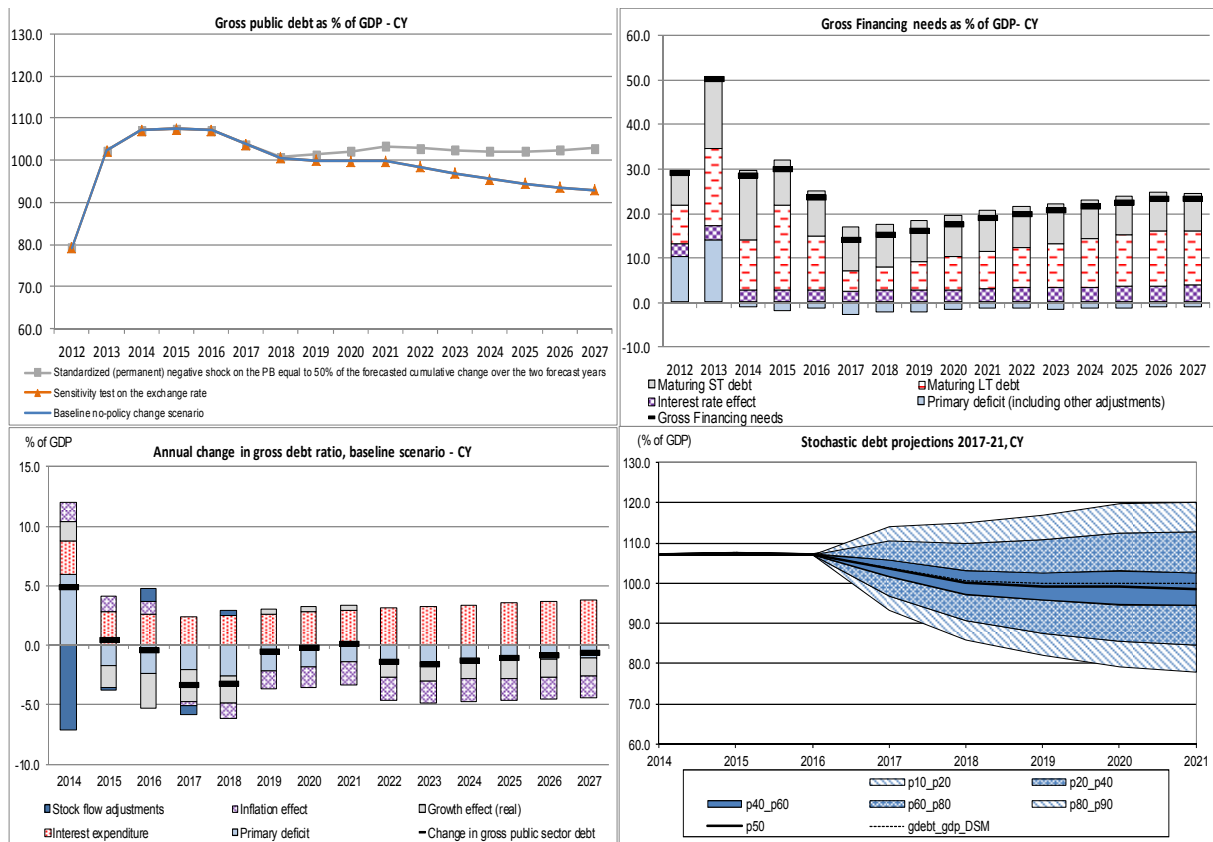 Gross public debt as % of GDP - CY
130.0
120.0
110.0
100.0
90.0
80.0
70.0
60.0
2012 2013 2014 2015 2016 2017 2018 2019 2020 2021 2022 2023 2024 2025 2026 2027
Standardized (permanent) negative shock on the PB equal to 50% of the forecasted cumulative change over the two forecast years
Sensitivity test on the exchange rate
Baseline no-policy change scenario
Gross Financing needs as % of GDP- CY
60.0
50.0
40.0
30.0
20.0
10.0
0.0
-10.0
2012 2013 2014 2015 2016 2017 2018 2019 2020 2021 2022 2023 2024 2025 2026 2027
Maturing ST debt Maturing LT debt
Interest rate effect Primary deficit (including other adjustments)
Gross Financing needs
% of GDP
Annual change in gross debt ratio, baseline scenario - CY
15.0
10.0
5.0
0.0
-5.0
-10.0
2014 2015 2016 2017 2018 2019 2020 2021 2022 2023 2024 2025 2026 2027
Stock flow adjustments Inflation effect Growth effect (real)
Interest expenditure Primary deficit Change in gross public sector debt
(% of GDP)
Stochastic debt projections 2017-21, CY
130.0
120.0
110.0
100.0
90.0
80.0
70.0
60.0
2014 2015 2016 2017 2018 2019 2020 2021
p10_p20 p20_p40
p40_p60 p60_p80 p80_p90
p50 gdebt_gdp_DSM